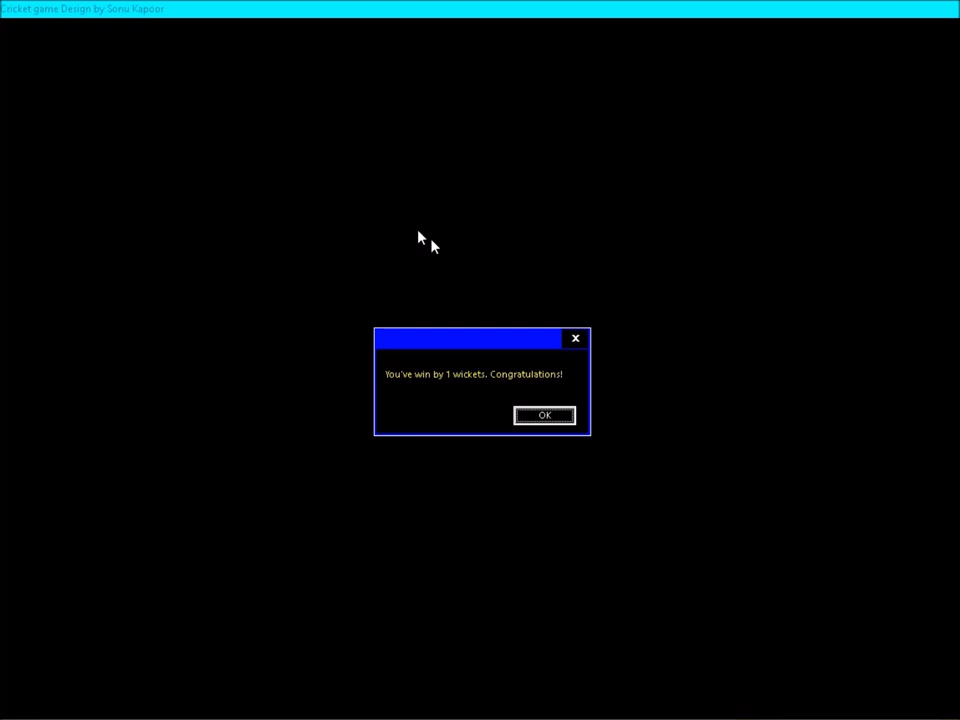 Cricket game Design by Sonu Kapoor
x
You've win by 1 wickets. Congratulations!
OK